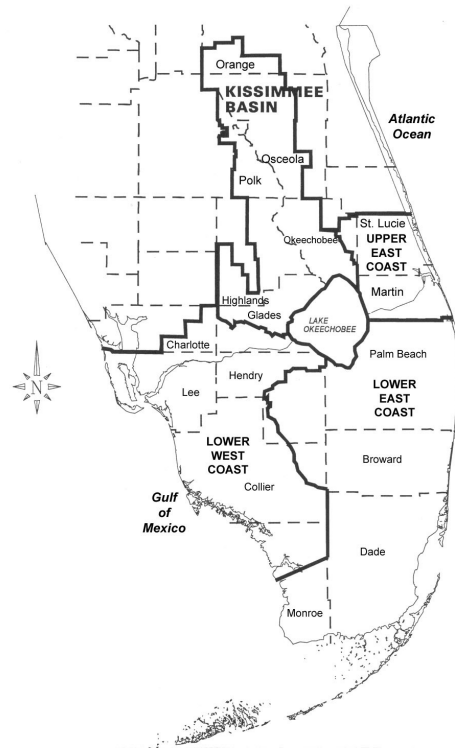 Orange
KISSIMMEE
BASIN
Atlantic
Ocean
Osceola
Polk
St. Lucie
Okeechobee
UPPER
EAST
COAST
Martin
Highlands
Glades
LAKE
OKEECHOBEE
Charlotte
Palm Beach
Hendry
Lee
N
LOWER
EAST
COAST
LOWER
WEST
COAST
Broward
Collier
Gulf
of
Mexico
Dade
Monroe